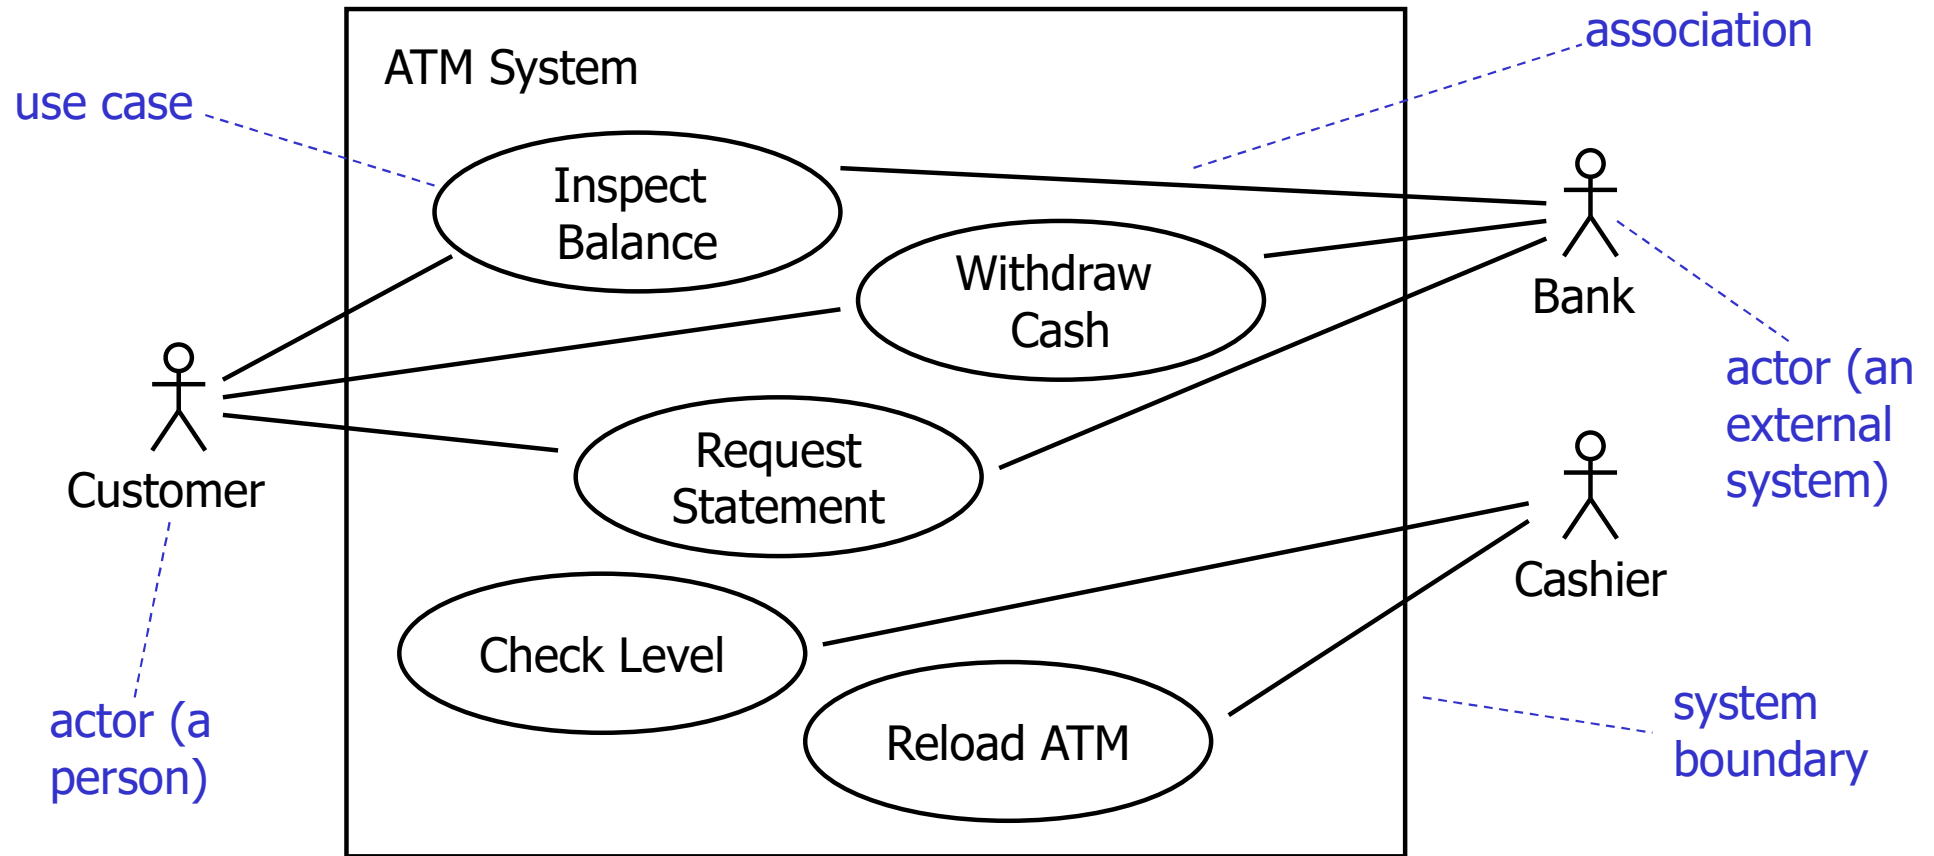 association
ATM System
use case
Inspect
Balance
Withdraw
Cash
Bank
actor (an
external
system)
Customer
Request
Statement
Cashier
Check Level
Reload ATM
actor (a
person)
system
boundary